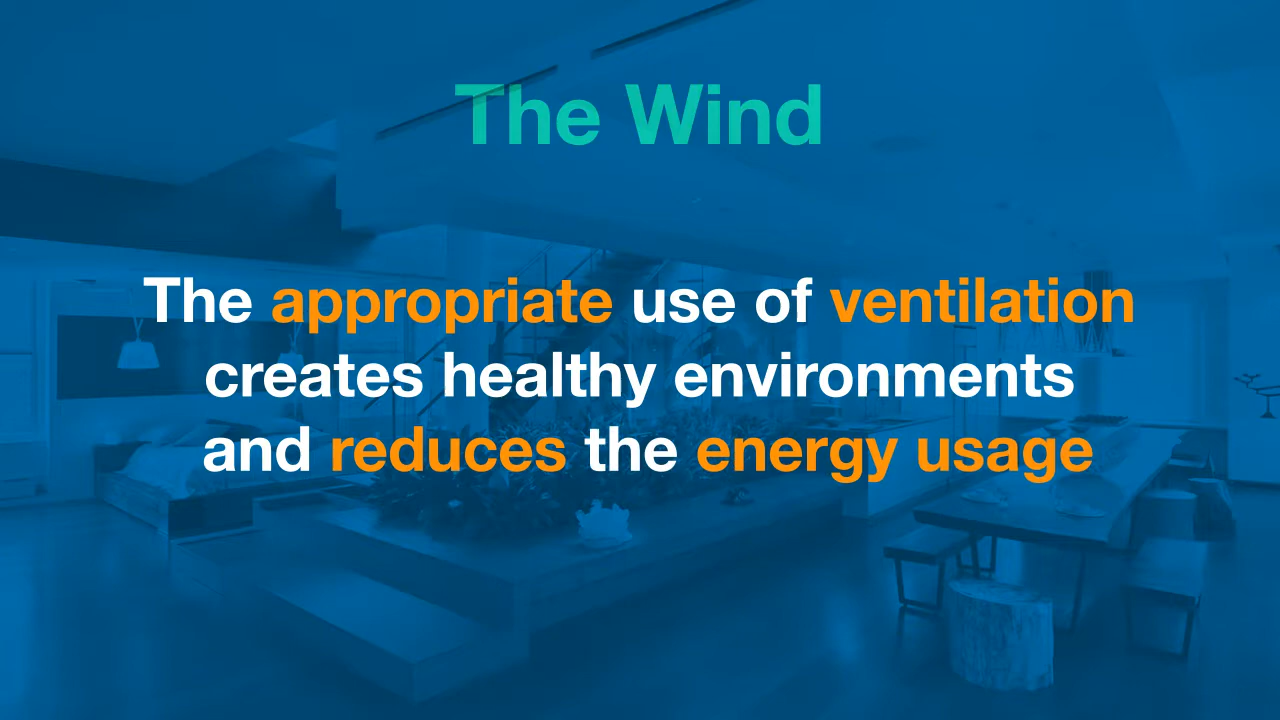 The Wind
The appropriate use of ventilation
creates healthy environments
and reduces the energy usage